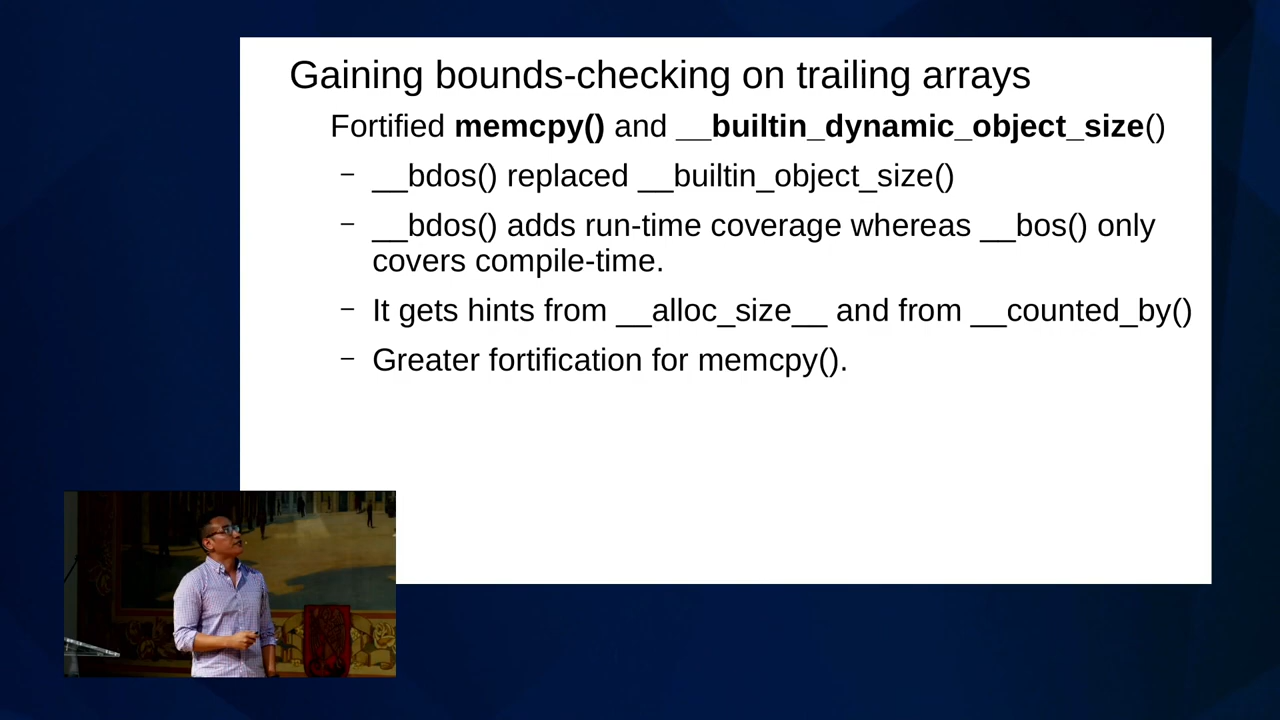 Gaining bounds-checking on trailing arrays
Fortified memcpy() and __builtin_dynamic_object_size()
– __bdos() replaced __builtin_object_size()
– __bdos() adds run-time coverage whereas __bos() only
covers compile-time.
– It gets hints from __alloc_size__ and from __counted_by()
– Greater fortification for memcpy().